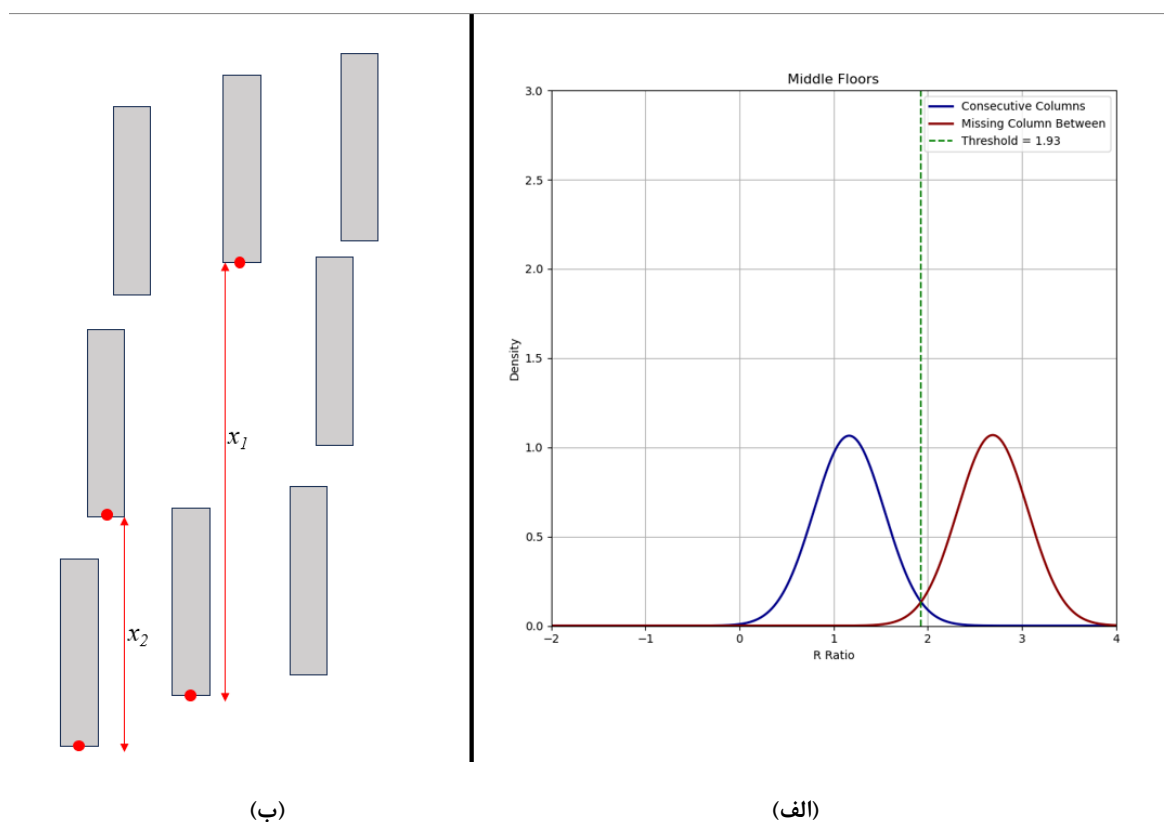 x1
x2
Middle Floors
Consecutive Columns
Missing Column Between
Threshold = 1.93
3.0
2.5
2.0
1.5
1.0
0.5
0.0
Density
−2 −1 0 1 2 3 4
R Ratio
(الف)
(ب)